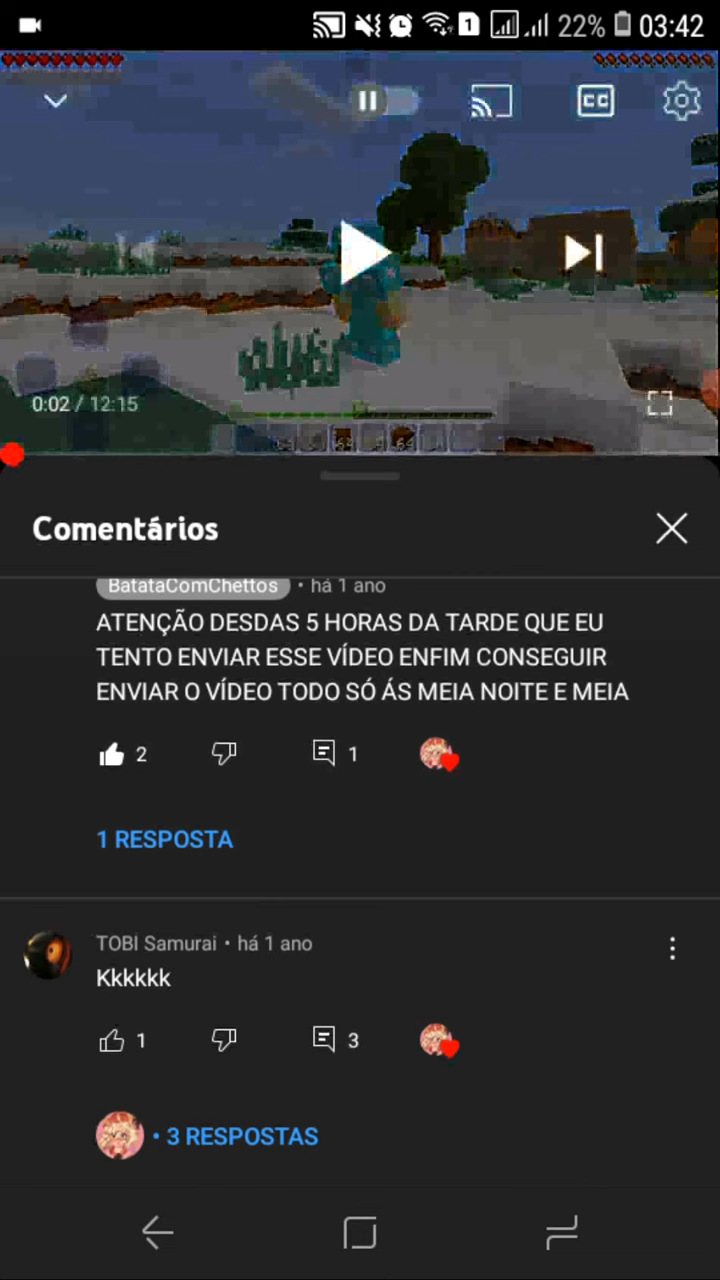 1 22% 03:42
CC
0:02 / 12:15
Comentários
BatataComChettos • há 1 ano
ATENÇÃO DESDAS 5 HORAS DA TARDE QUE EU
TENTO ENVIAR ESSE VÍDEO ENFIM CONSEGUIR
ENVIAR O VÍDEO TODO SÓ ÁS MEIA NOITE E MEIA
2 1
1 RESPOSTA
TOBI Samurai • há 1 ano
Kkkkkk
1 3
• 3 RESPOSTAS